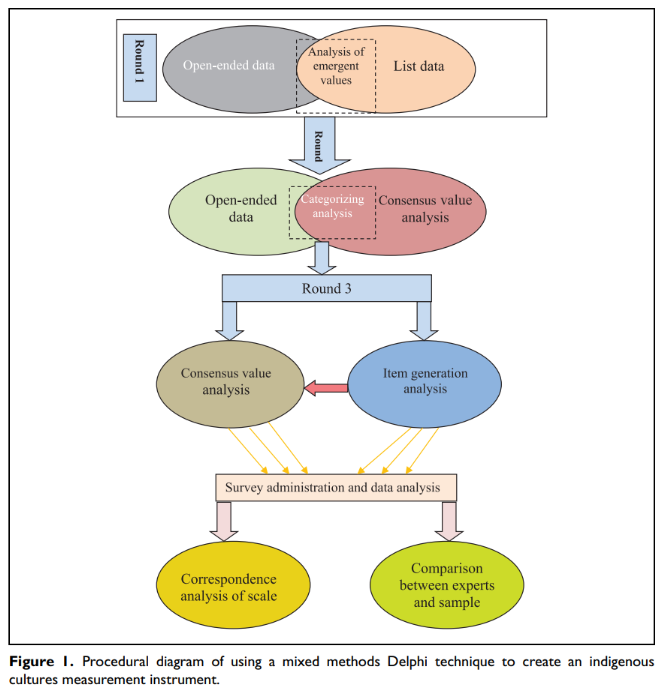 Round 1
Open-ended data
Analysis of
emergent
values
List data
Round
Open-ended
data
Categorizing
analysis
Consensus value
analysis
Round 3
Consensus value
analysis
Item generation
analysis
Survey administration and data analysis
Correspondence
analysis of scale
Comparison
between experts
and sample
Figure 1. Procedural diagram of using a mixed methods Delphi technique to create an indigenous
cultures measurement instrument.